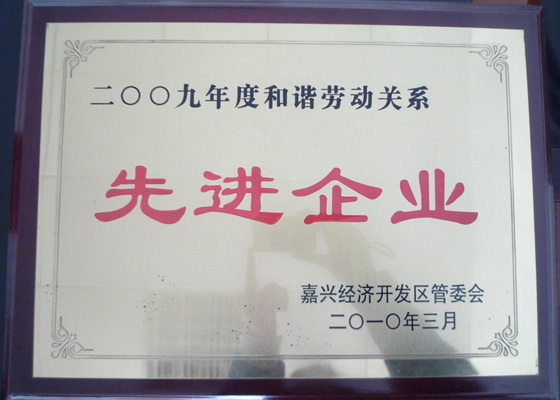 二〇〇九年度和谐劳动关系
先进企业
嘉兴经济开发区管委会
二〇一〇年三月